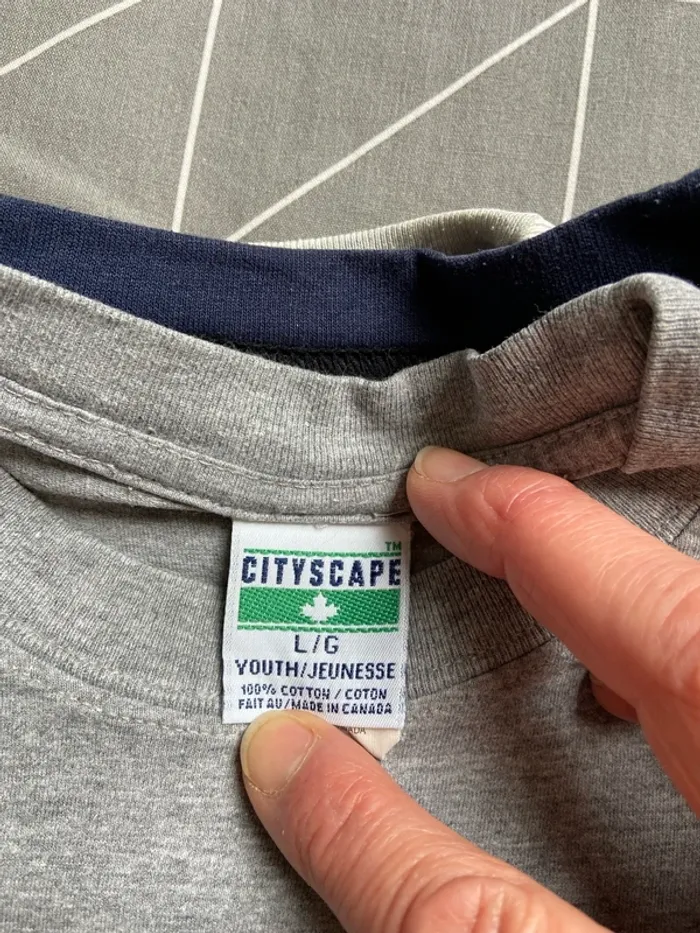 TM
CITYSCAPE
L/G
YOUTH/JEUNESSE
100% COTTON / COTON
FAIT AU/MADE IN CANADA